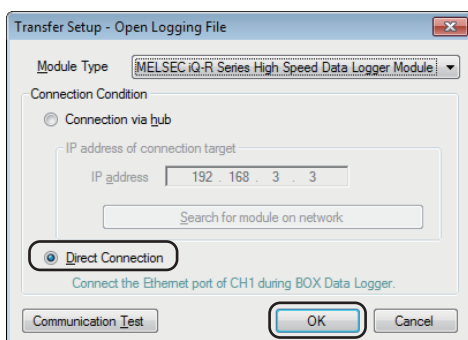 Transfer Setup - Open Logging File
Module Type MELSEC iQ-R Series High Speed Data Logger Module
Connection Condition
Connection via hub
IP address of connection target
IP address 192 . 168 . 3 . 3
Search for module on network
Direct Connection
Connect the Ethernet port of CH1 during BOX Data Logger.
Communication Test OK Cancel